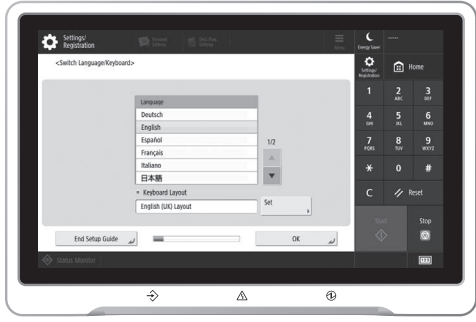 Settings/
Registration
Menu
Energy Saver
<Switch Language/Keyboard>
Settings/
Registration
Home
Language
Deutsch
English
Español
Français
Italiano
日本語
1/2
Keyboard Layout
English (UK) Layout
Set
End Setup Guide
OK
Status Monitor
1
2
ABC
3
DEF
4
GHI
5
JKL
6
MNO
7
PQRS
8
TUV
9
WXYZ
0
#
C
Reset
Start
Stop
123